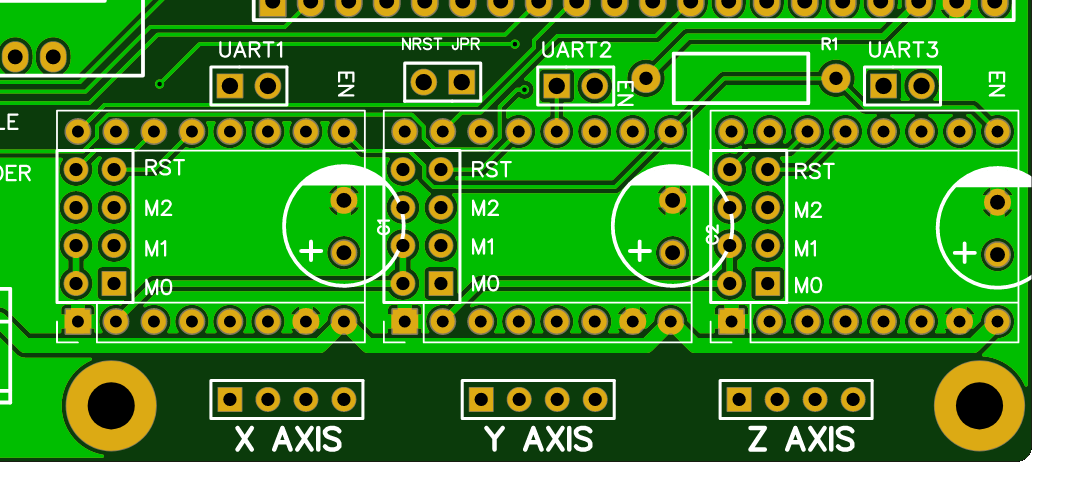 UART1
NRST JPR
UART2
R1
UART3
EN
EN
EN
LE
DER
RST
M2
M1
M0
+
C1
RST
M2
M1
M0
+
C2
RST
M2
M1
M0
+
X AXIS
Y AXIS
Z AXIS